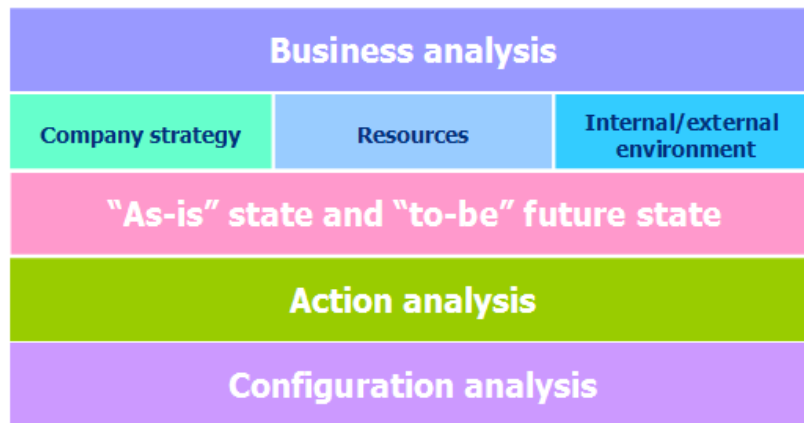 Business analysis
Company strategy
Resources
Internal/external
environment
“As-is” state and “to-be” future state
Action analysis
Configuration analysis